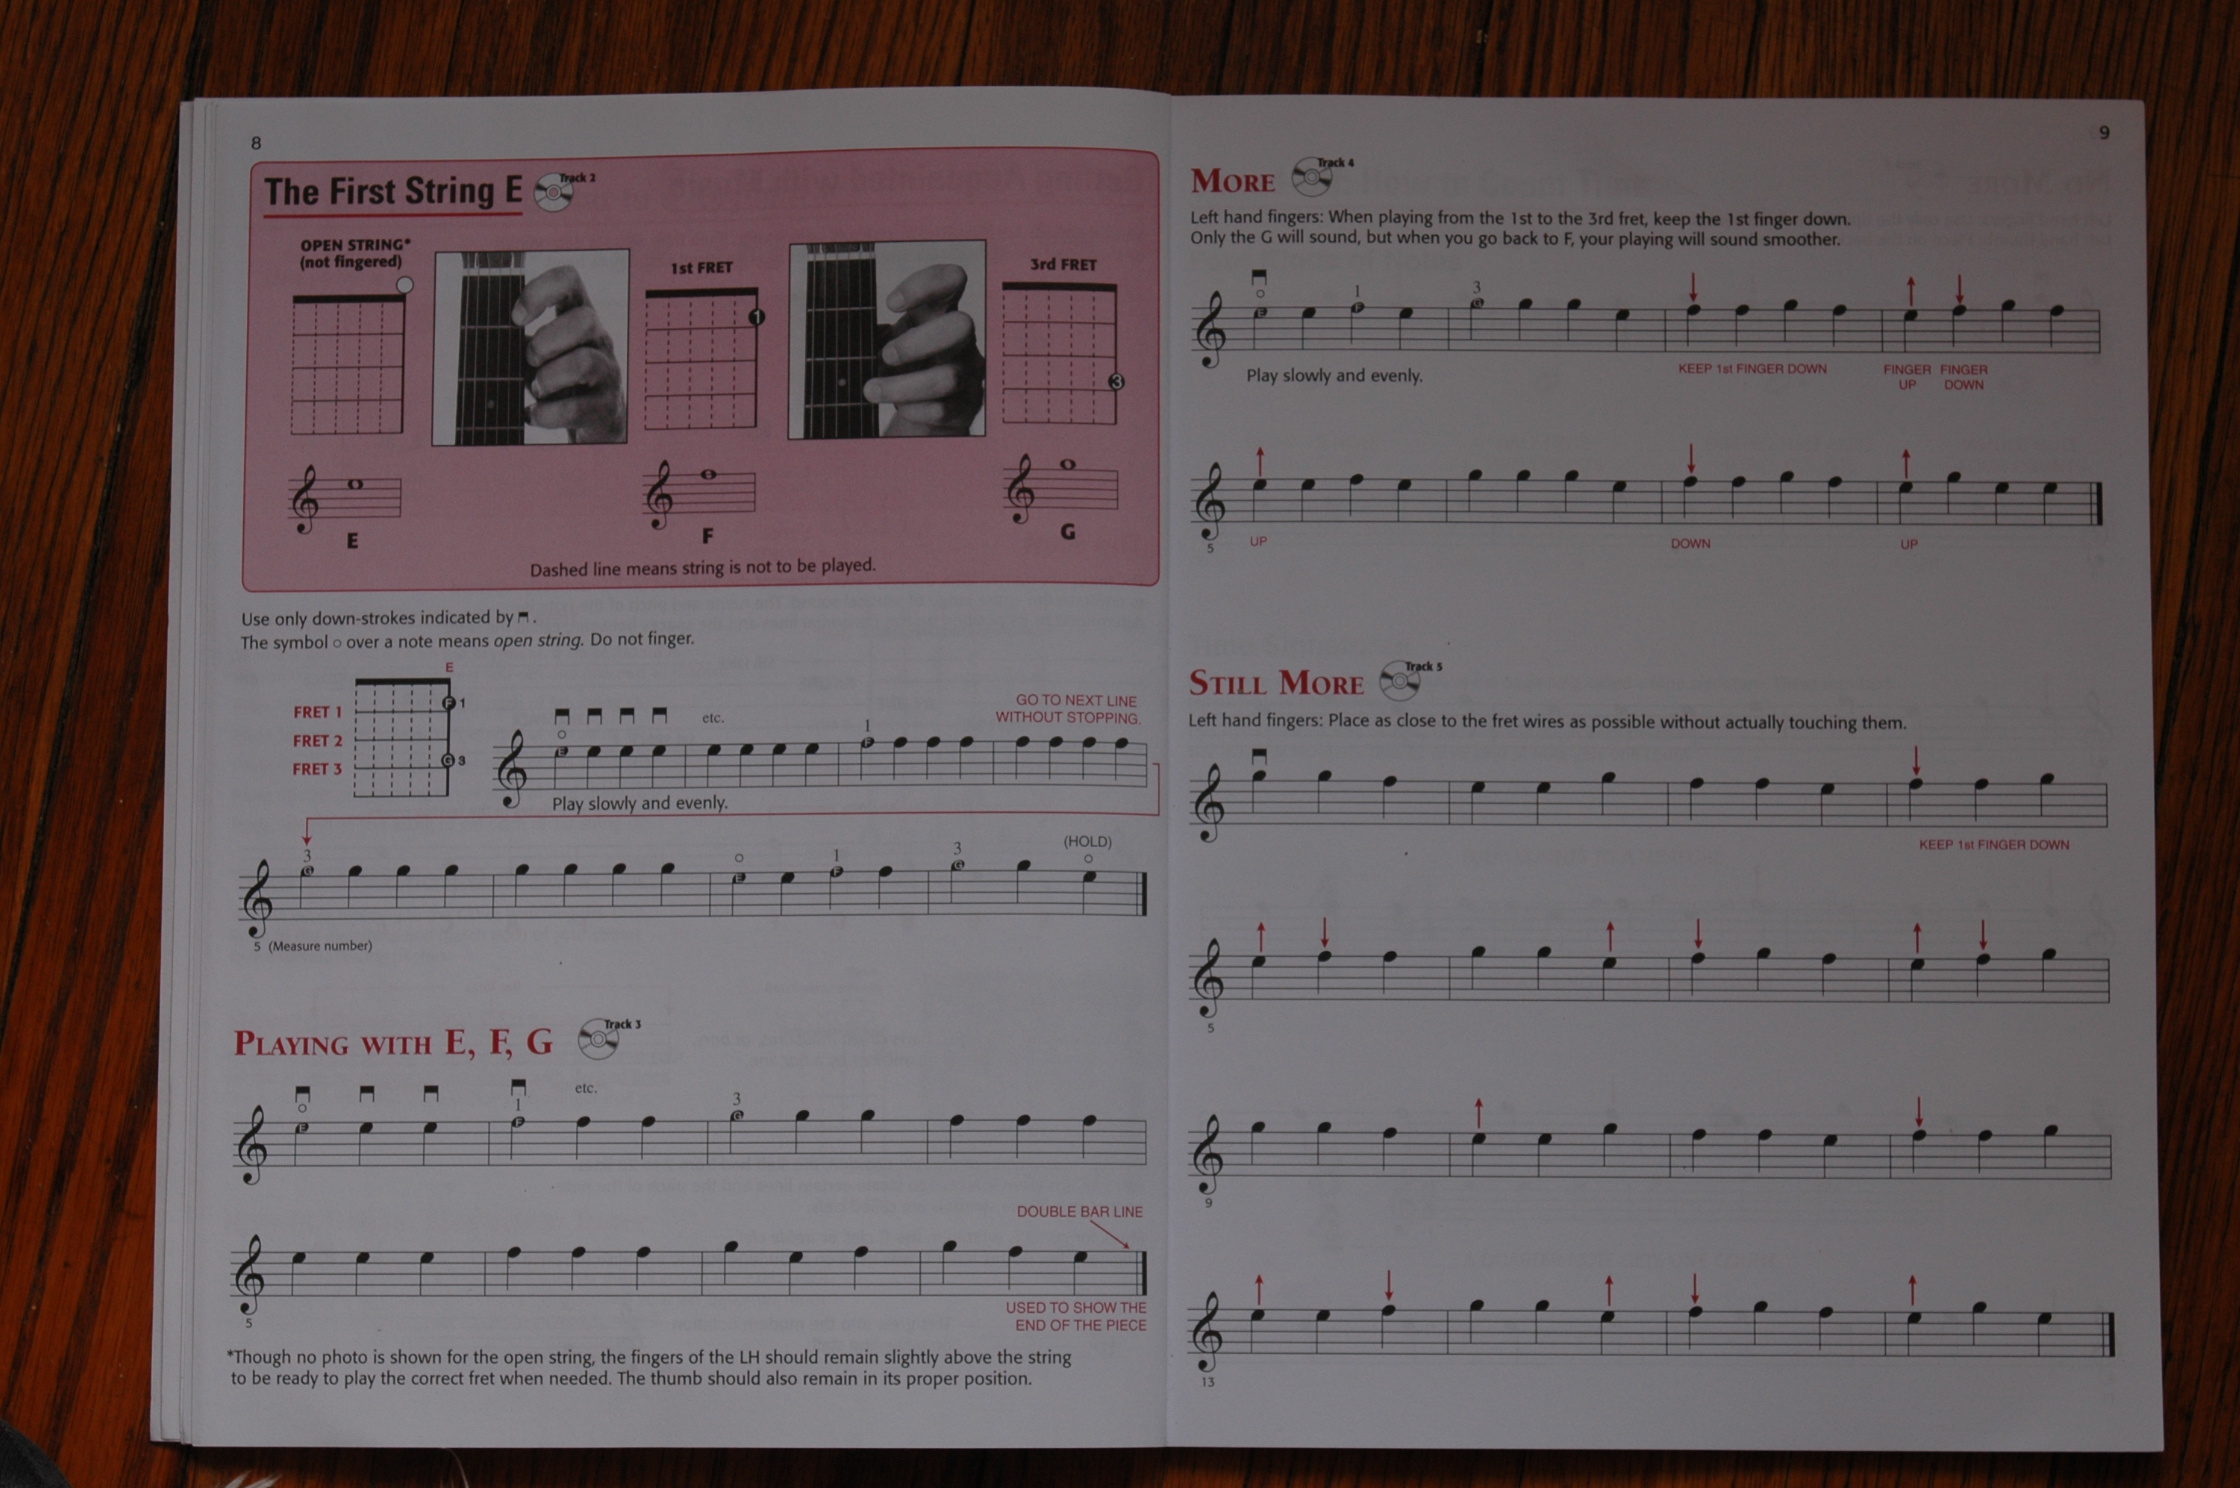 8
The First String E
Track 2
OPEN STRING*
(not fingered)
1st FRET
3rd FRET
1
3
E
F
G
Dashed line means string is not to be played.
Use only down-strokes indicated by
The symbol ○ over a note means open string. Do not finger.
E
FRET 1
FRET 2
FRET 3
F 1
G 3
etc.
GO TO NEXT LINE
WITHOUT STOPPING.
○
1
E
F
Play slowly and evenly.
3
○
1
3
(HOLD)
○
G
E
F
G
5 (Measure number)
PLAYING WITH E, F, G
Track 3
○
1
etc.
3
E
F
G
DOUBLE BAR LINE
5
USED TO SHOW THE
END OF THE PIECE
*Though no photo is shown for the open string, the fingers of the LH should remain slightly above the string
to be ready to play the correct fret when needed. The thumb should also remain in its proper position.
9
MORE
Track 4
Left hand fingers: When playing from the 1st to the 3rd fret, keep the 1st finger down.
Only the G will sound, but when you go back to F, your playing will sound smoother.
○
1
3
E
F
G
Play slowly and evenly.
KEEP 1st FINGER DOWN
FINGER FINGER
UP DOWN
5
UP
DOWN
UP
STILL MORE
Track 5
Left hand fingers: Place as close to the fret wires as possible without actually touching them.
KEEP 1st FINGER DOWN
5
9
13